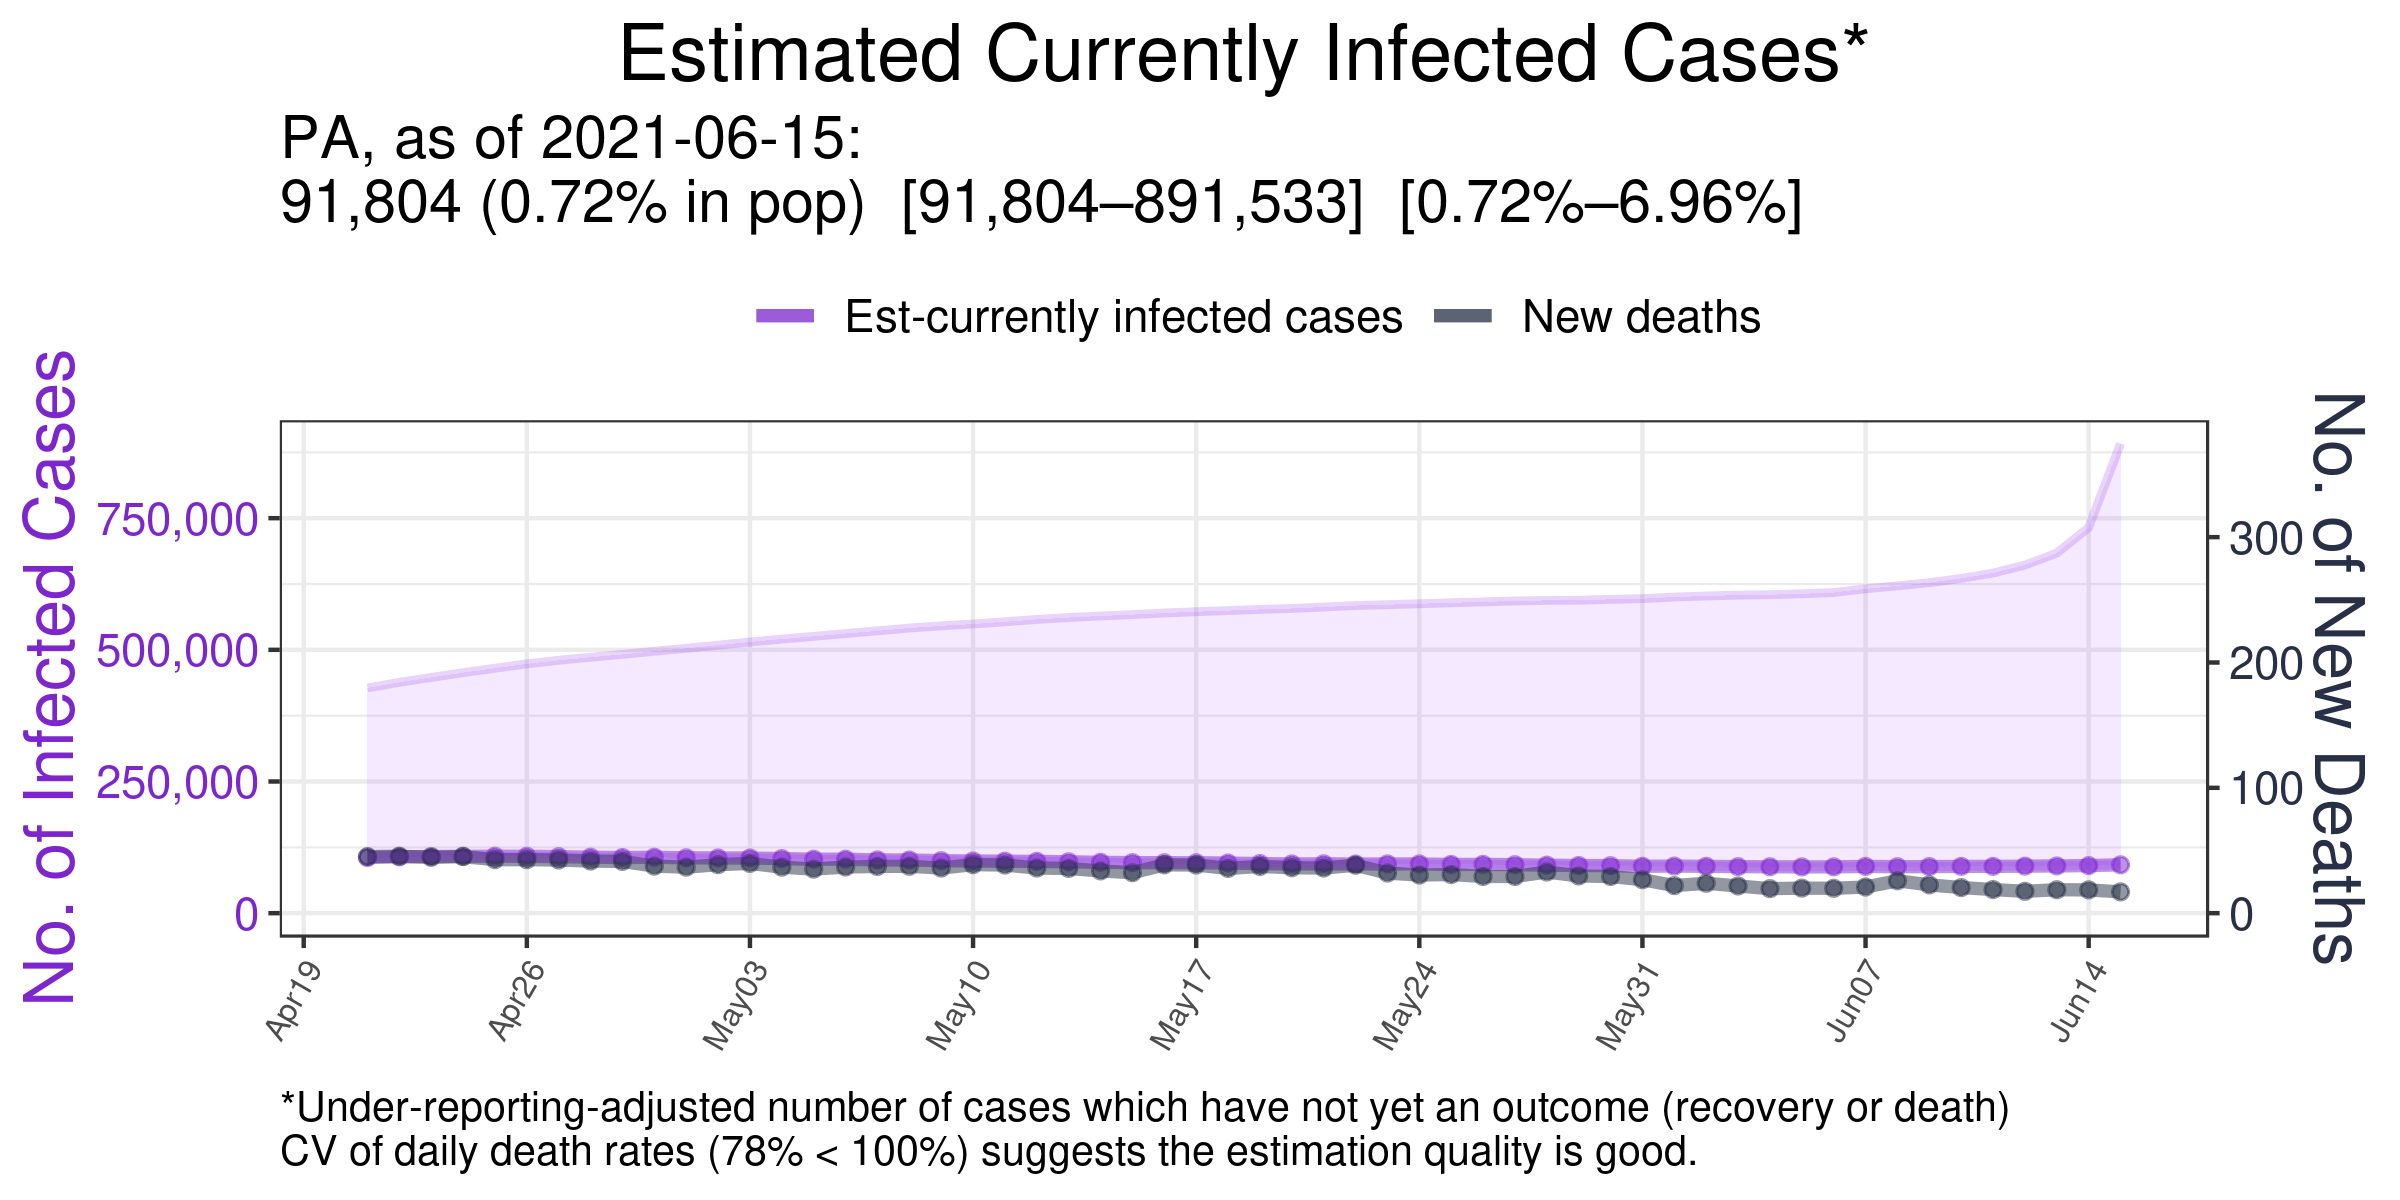 Estimated Currently Infected Cases*
PA, as of 2021-06-15:
91,804 (0.72% in pop)  [91,804–891,533]  [0.72%–6.96%]
Est-currently infected cases
New deaths
No. of Infected Cases
750,000
500,000
250,000
0
300
200
100
0
No. of New Deaths
Apr19
Apr26
May03
May10
May17
May24
May31
Jun07
Jun14
*Under-reporting-adjusted number of cases which have not yet an outcome (recovery or death)
CV of daily death rates (78% < 100%) suggests the estimation quality is good.